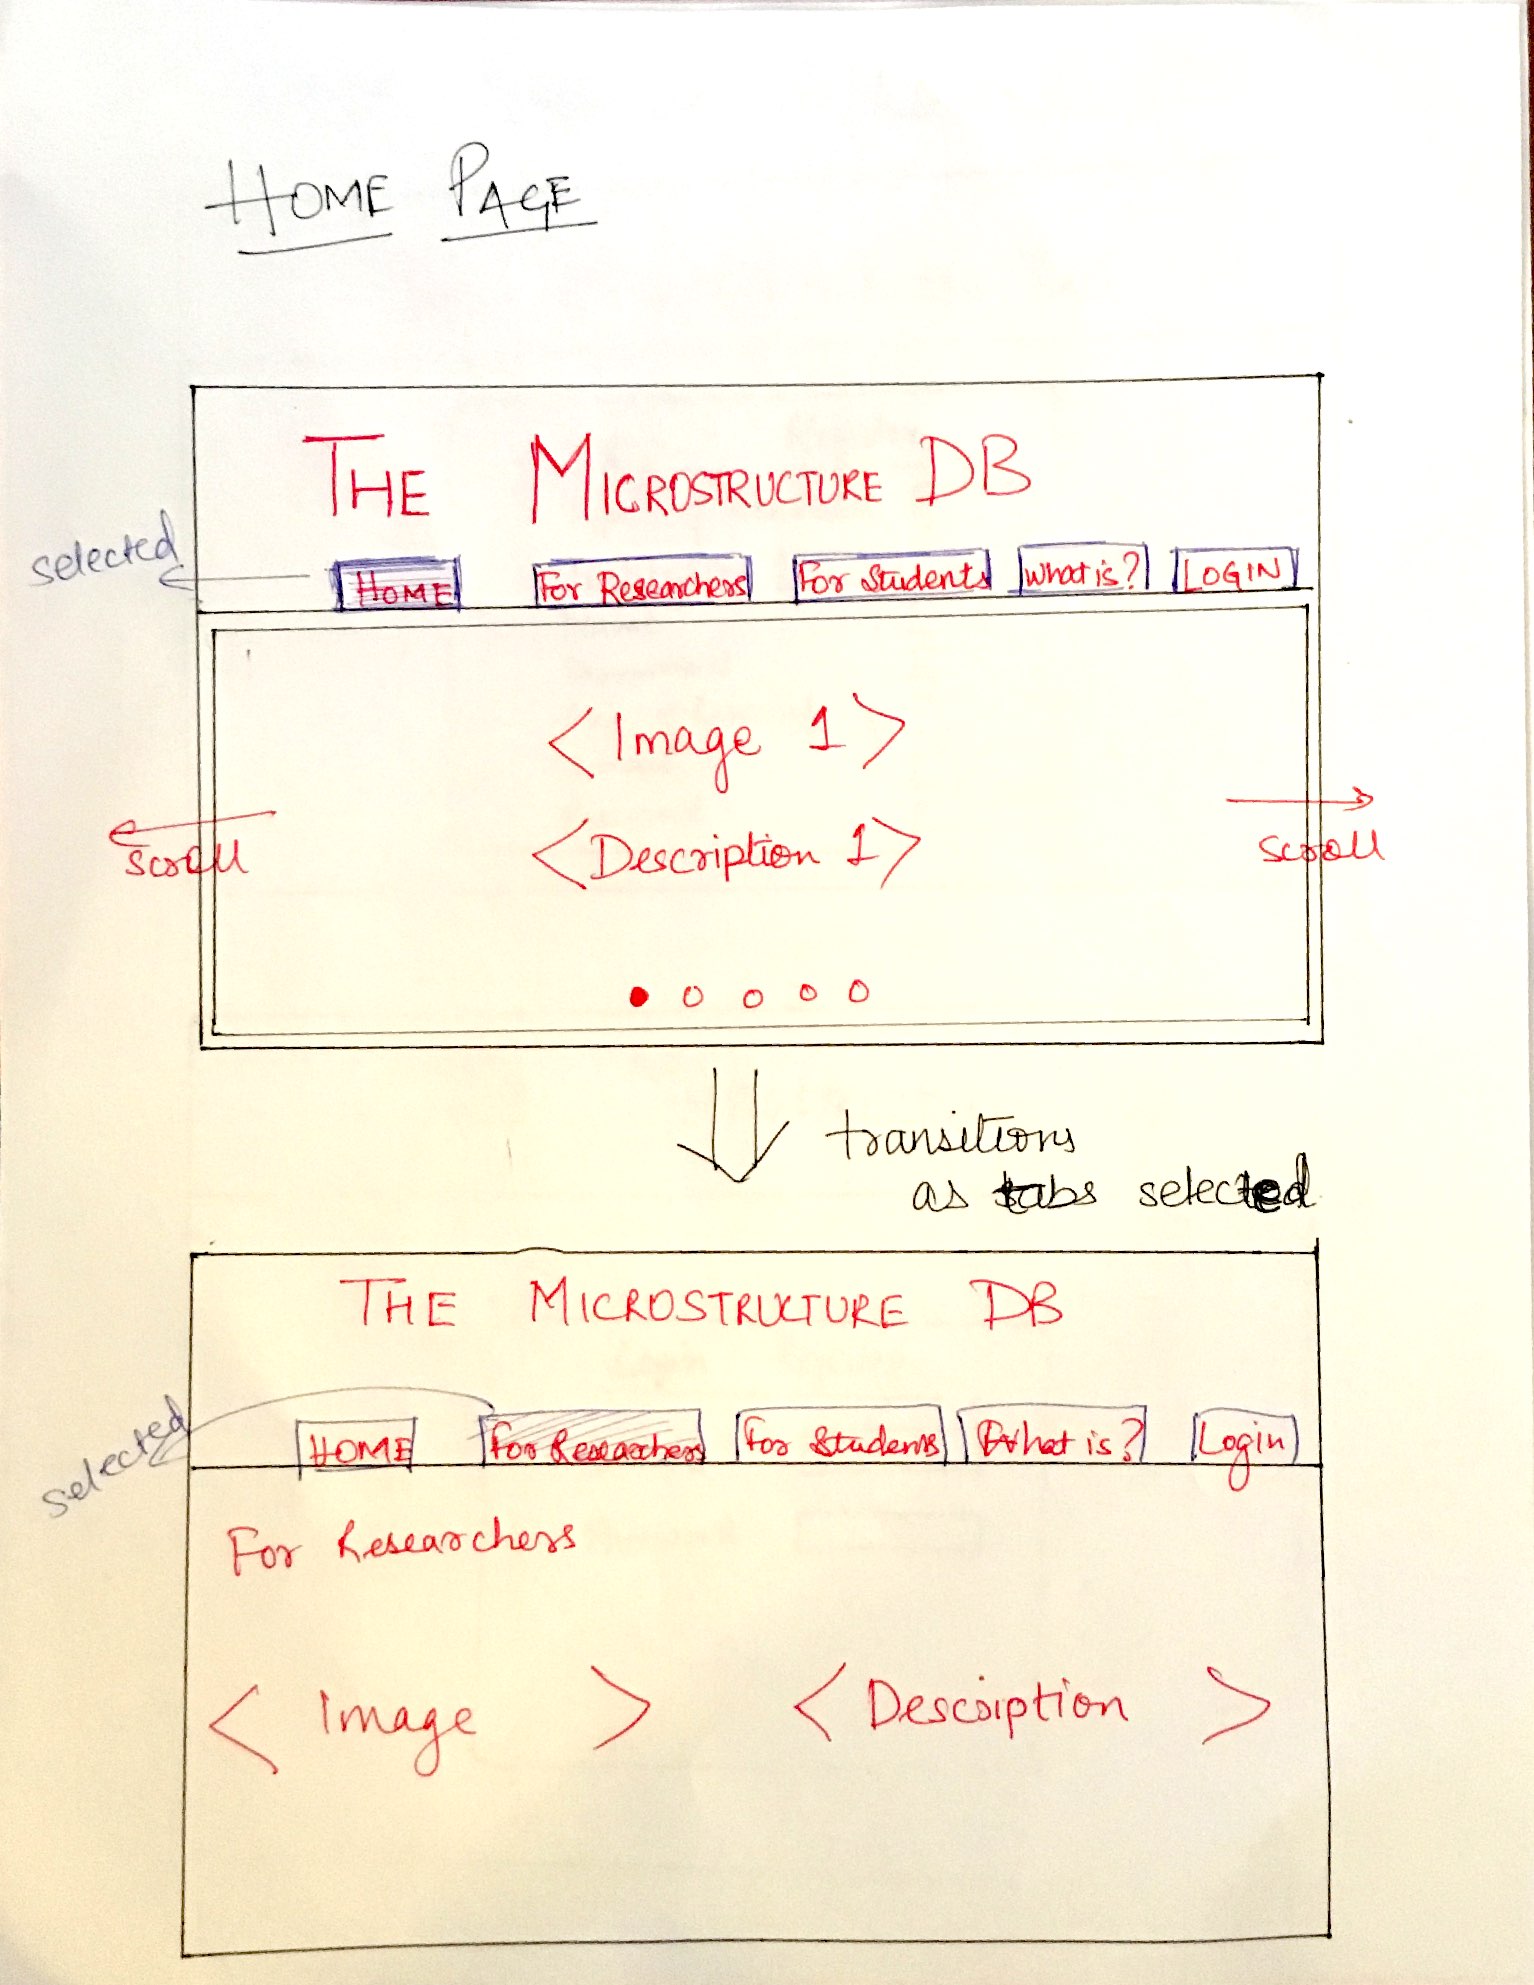 HOME PAGE
THE MICROSTRUCTURE DB
selected
HOME For Researchers For Students What is? LOGIN
<Image 1>
scroll <Description 1> scroll
transitions
as tabs selected
THE MICROSTRUCTURE DB
selected
HOME For Researchers For Students What is? Login
For Researchers
< Image > < Description >